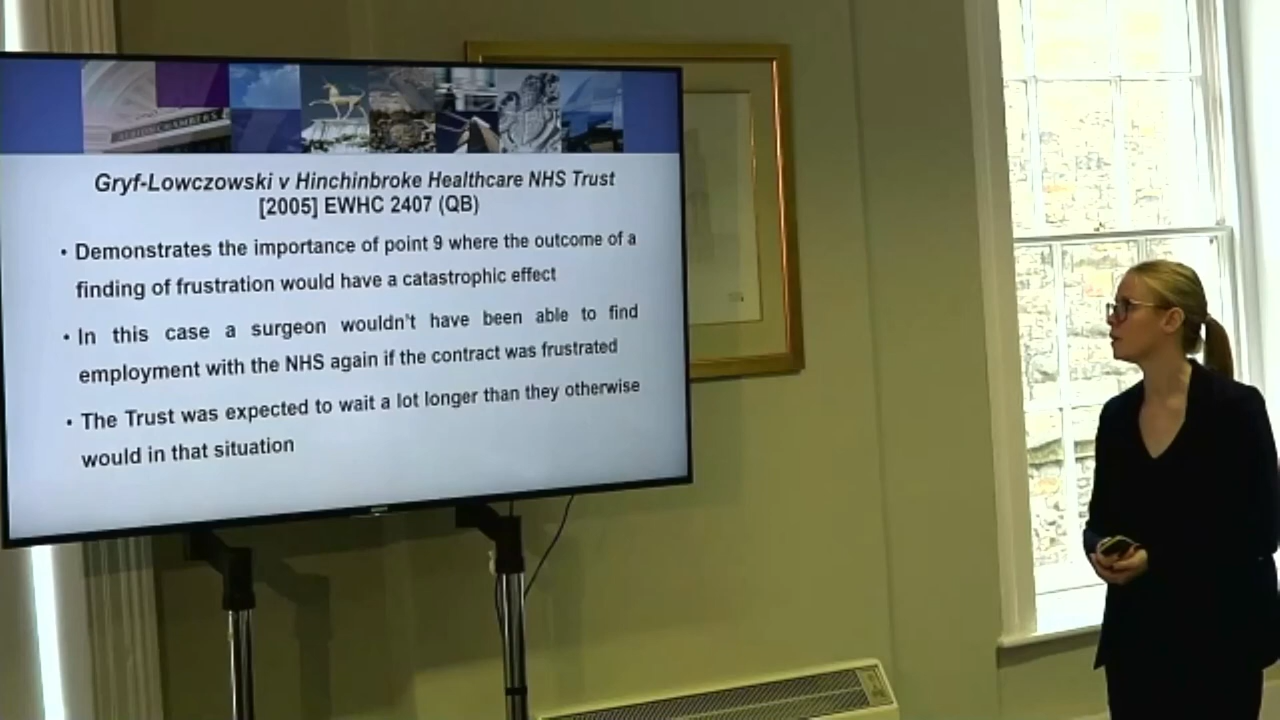 ALBION CHAMBERS
Gryf-Lowczowski v Hinchinbroke Healthcare NHS Trust
[2005] EWHC 2407 (QB)
• Demonstrates the importance of point 9 where the outcome of a
finding of frustration would have a catastrophic effect
• In this case a surgeon wouldn't have been able to find
employment with the NHS again if the contract was frustrated
• The Trust was expected to wait a lot longer than they otherwise
would in that situation
SONY